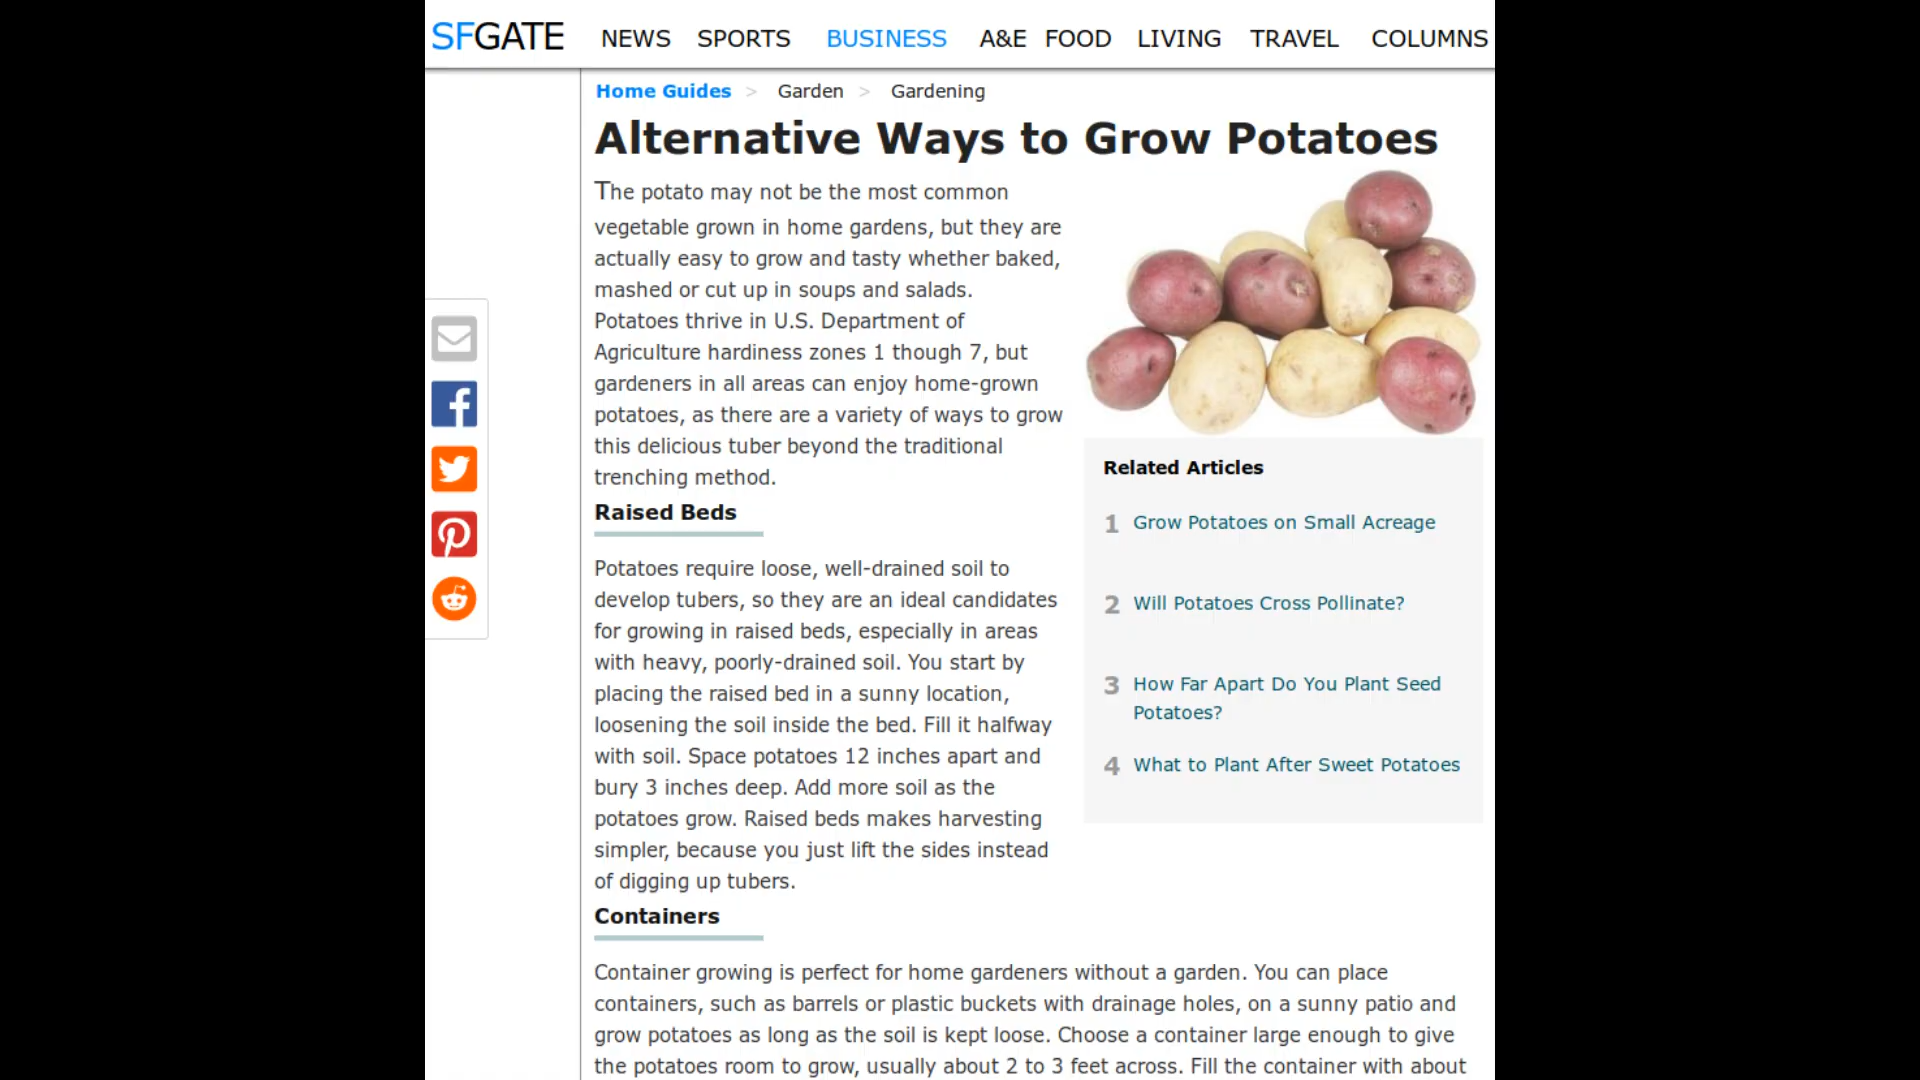 SFGATE NEWS SPORTS BUSINESS A&E FOOD LIVING TRAVEL COLUMNS
Home Guides > Garden > Gardening
Alternative Ways to Grow Potatoes
The potato may not be the most common
vegetable grown in home gardens, but they are
actually easy to grow and tasty whether baked,
mashed or cut up in soups and salads.
Potatoes thrive in U.S. Department of
Agriculture hardiness zones 1 though 7, but
gardeners in all areas can enjoy home-grown
potatoes, as there are a variety of ways to grow
this delicious tuber beyond the traditional
trenching method.
Raised Beds
Potatoes require loose, well-drained soil to
develop tubers, so they are an ideal candidates
for growing in raised beds, especially in areas
with heavy, poorly-drained soil. You start by
placing the raised bed in a sunny location,
loosening the soil inside the bed. Fill it halfway
with soil. Space potatoes 12 inches apart and
bury 3 inches deep. Add more soil as the
potatoes grow. Raised beds makes harvesting
simpler, because you just lift the sides instead
of digging up tubers.
Related Articles
1 Grow Potatoes on Small Acreage
2 Will Potatoes Cross Pollinate?
3 How Far Apart Do You Plant Seed
Potatoes?
4 What to Plant After Sweet Potatoes
Containers
Container growing is perfect for home gardeners without a garden. You can place
containers, such as barrels or plastic buckets with drainage holes, on a sunny patio and
grow potatoes as long as the soil is kept loose. Choose a container large enough to give
the potatoes room to grow, usually about 2 to 3 feet across. Fill the container with about